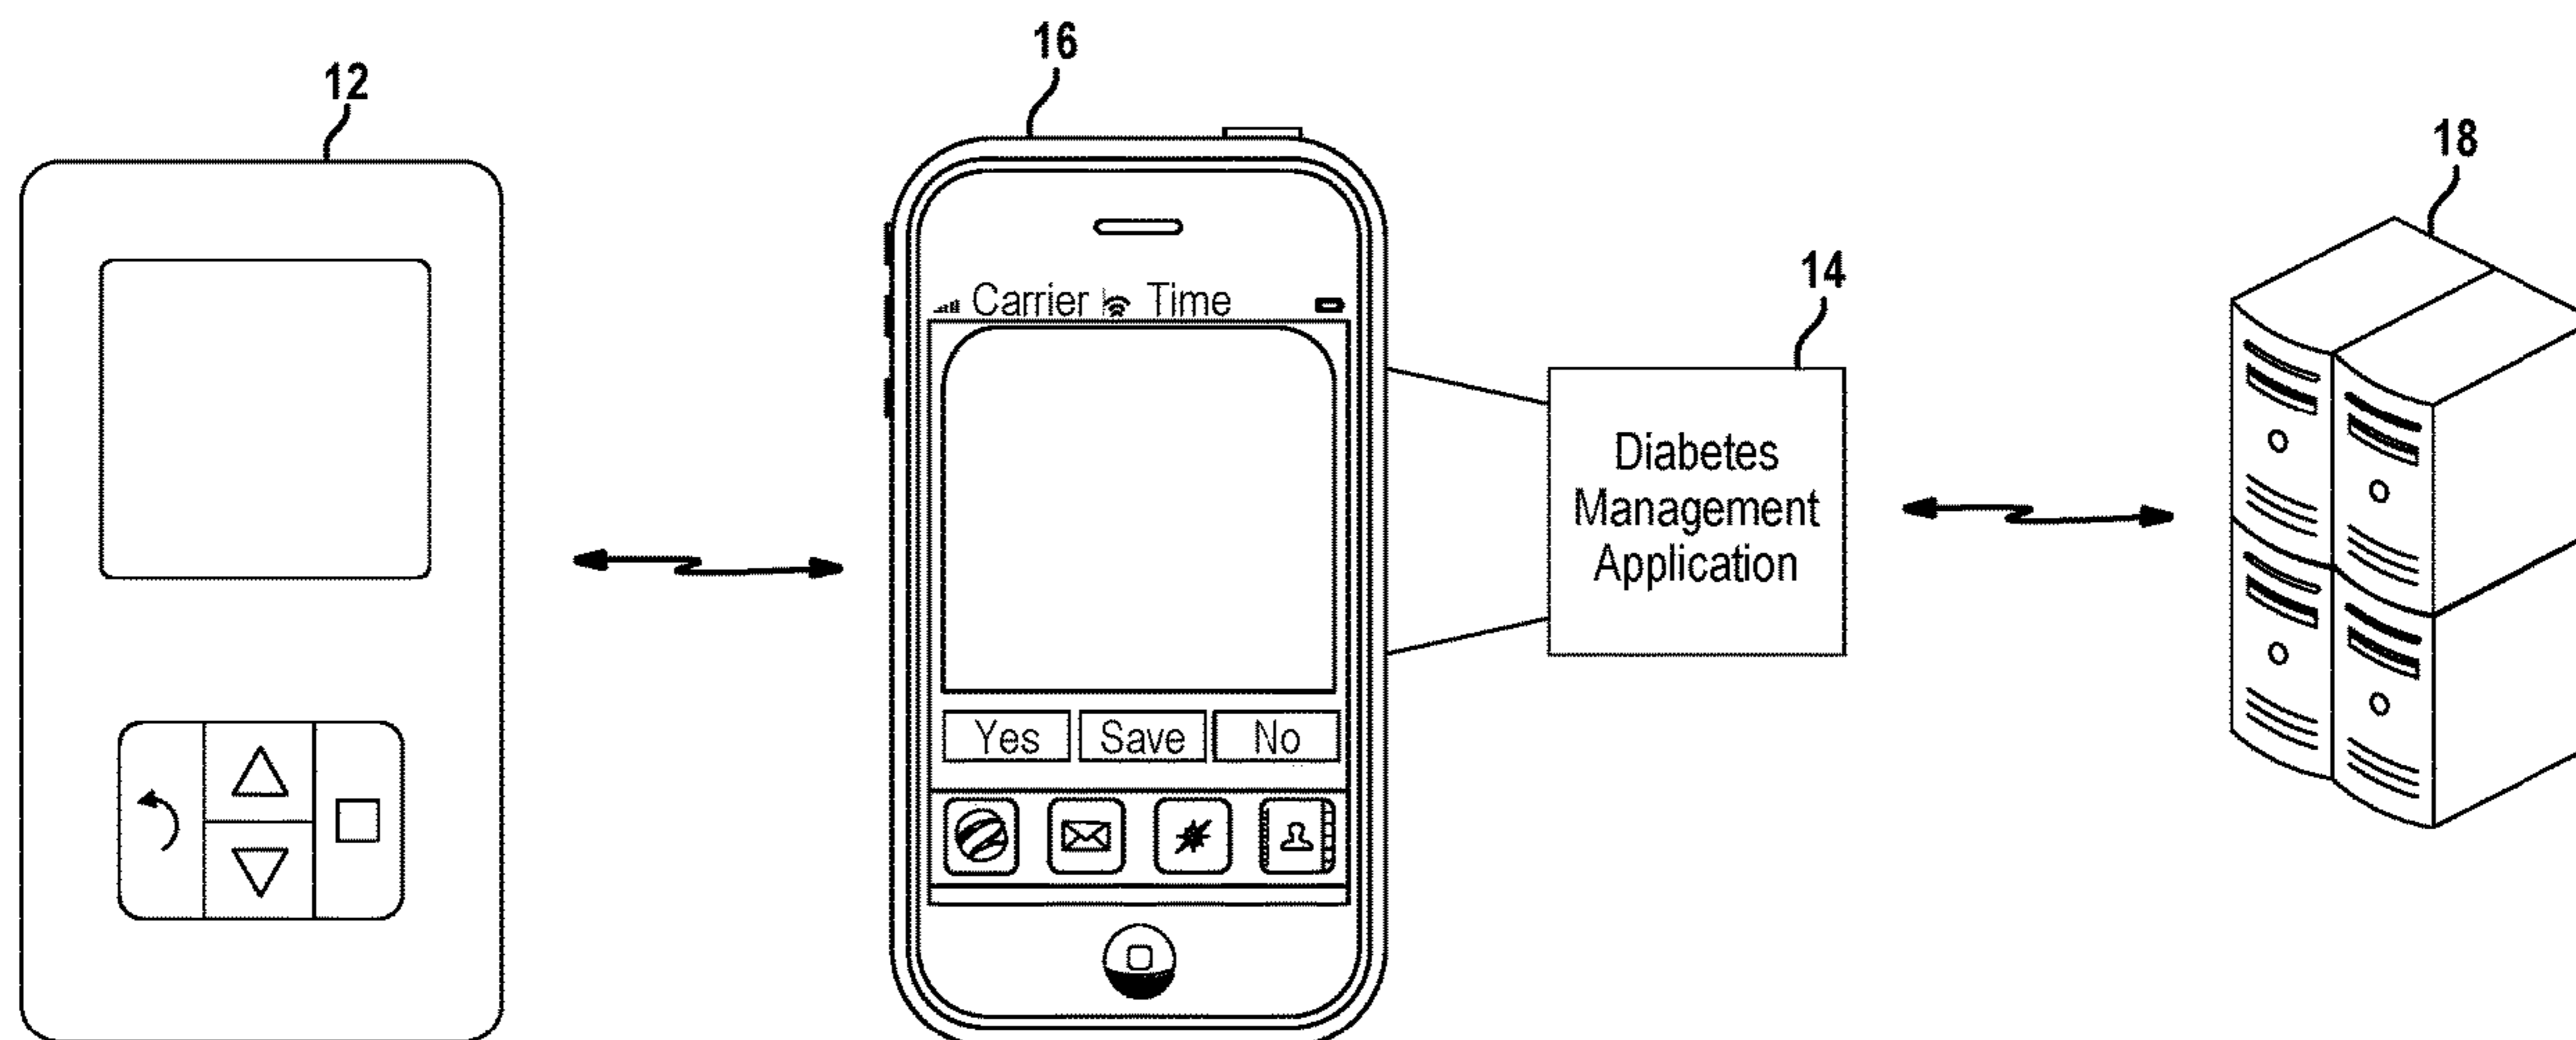 16
12
18
14
Carrier Time
Diabetes
Management
Application
Yes Save No